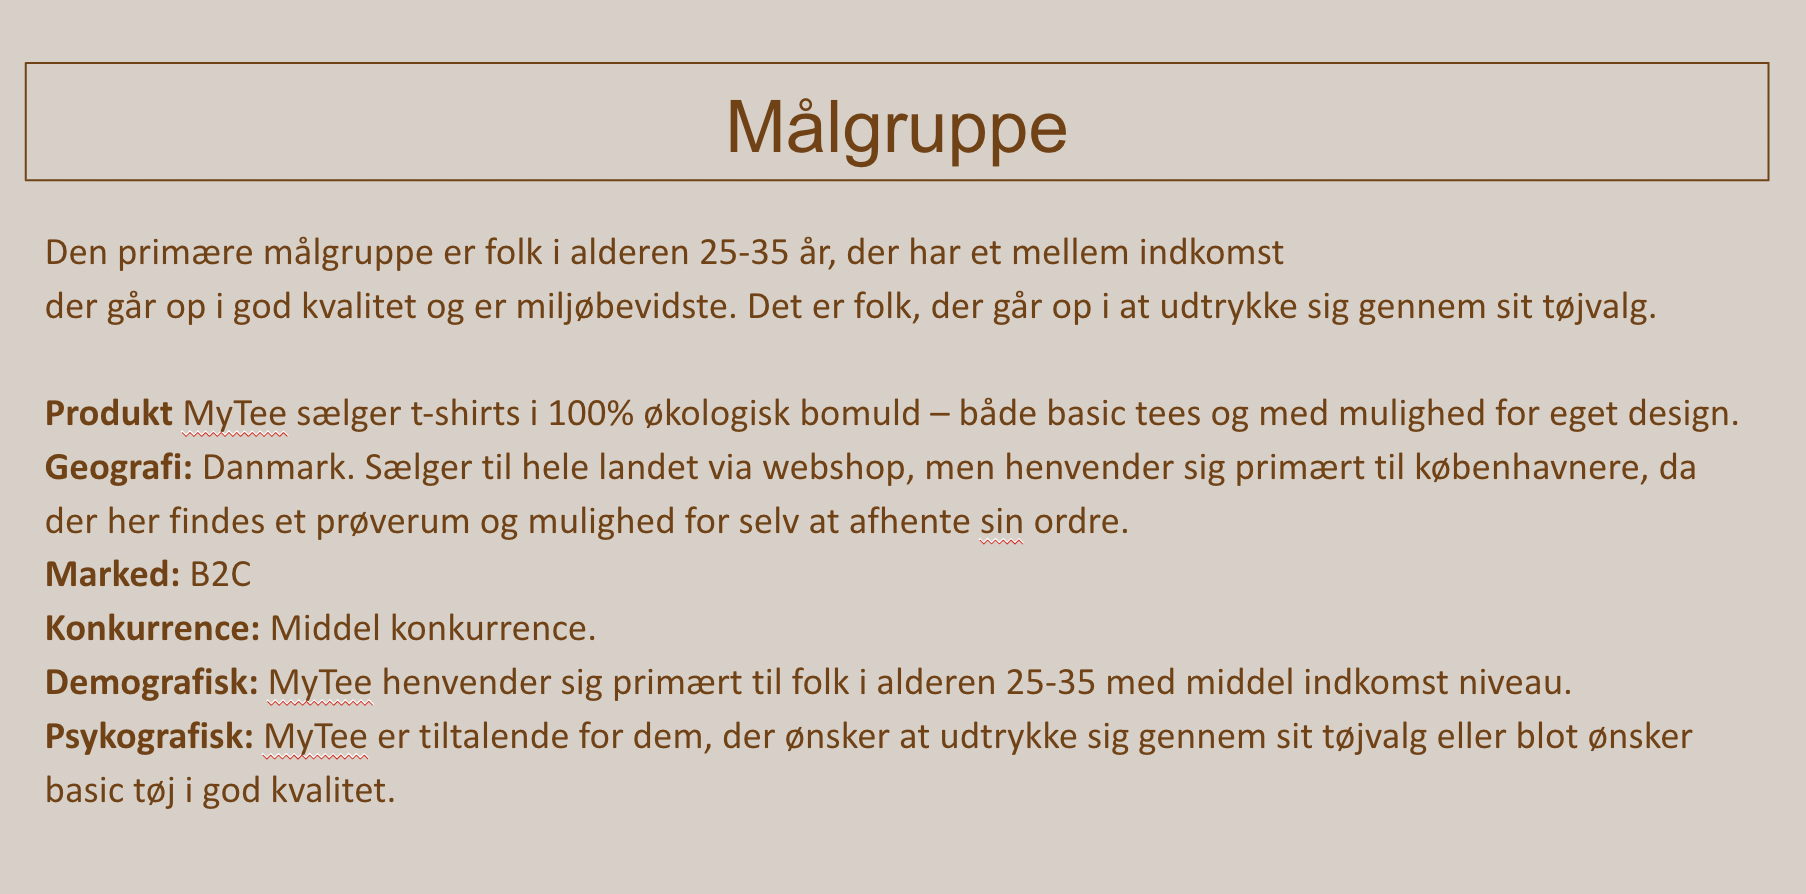 Målgruppe
Den primære målgruppe er folk i alderen 25-35 år, der har et mellem indkomst
der går op i god kvalitet og er miljøbevidste. Det er folk, der går op i at udtrykke sig gennem sit tøjvalg.
Produkt MyTee sælger t-shirts i 100% økologisk bomuld – både basic tees og med mulighed for eget design.
Geografi: Danmark. Sælger til hele landet via webshop, men henvender sig primært til københavnere, da
der her findes et prøverum og mulighed for selv at afhente sin ordre.
Marked: B2C
Konkurrence: Middel konkurrence.
Demografisk: MyTee henvender sig primært til folk i alderen 25-35 med middel indkomst niveau.
Psykografisk: MyTee er tiltalende for dem, der ønsker at udtrykke sig gennem sit tøjvalg eller blot ønsker
basic tøj i god kvalitet.